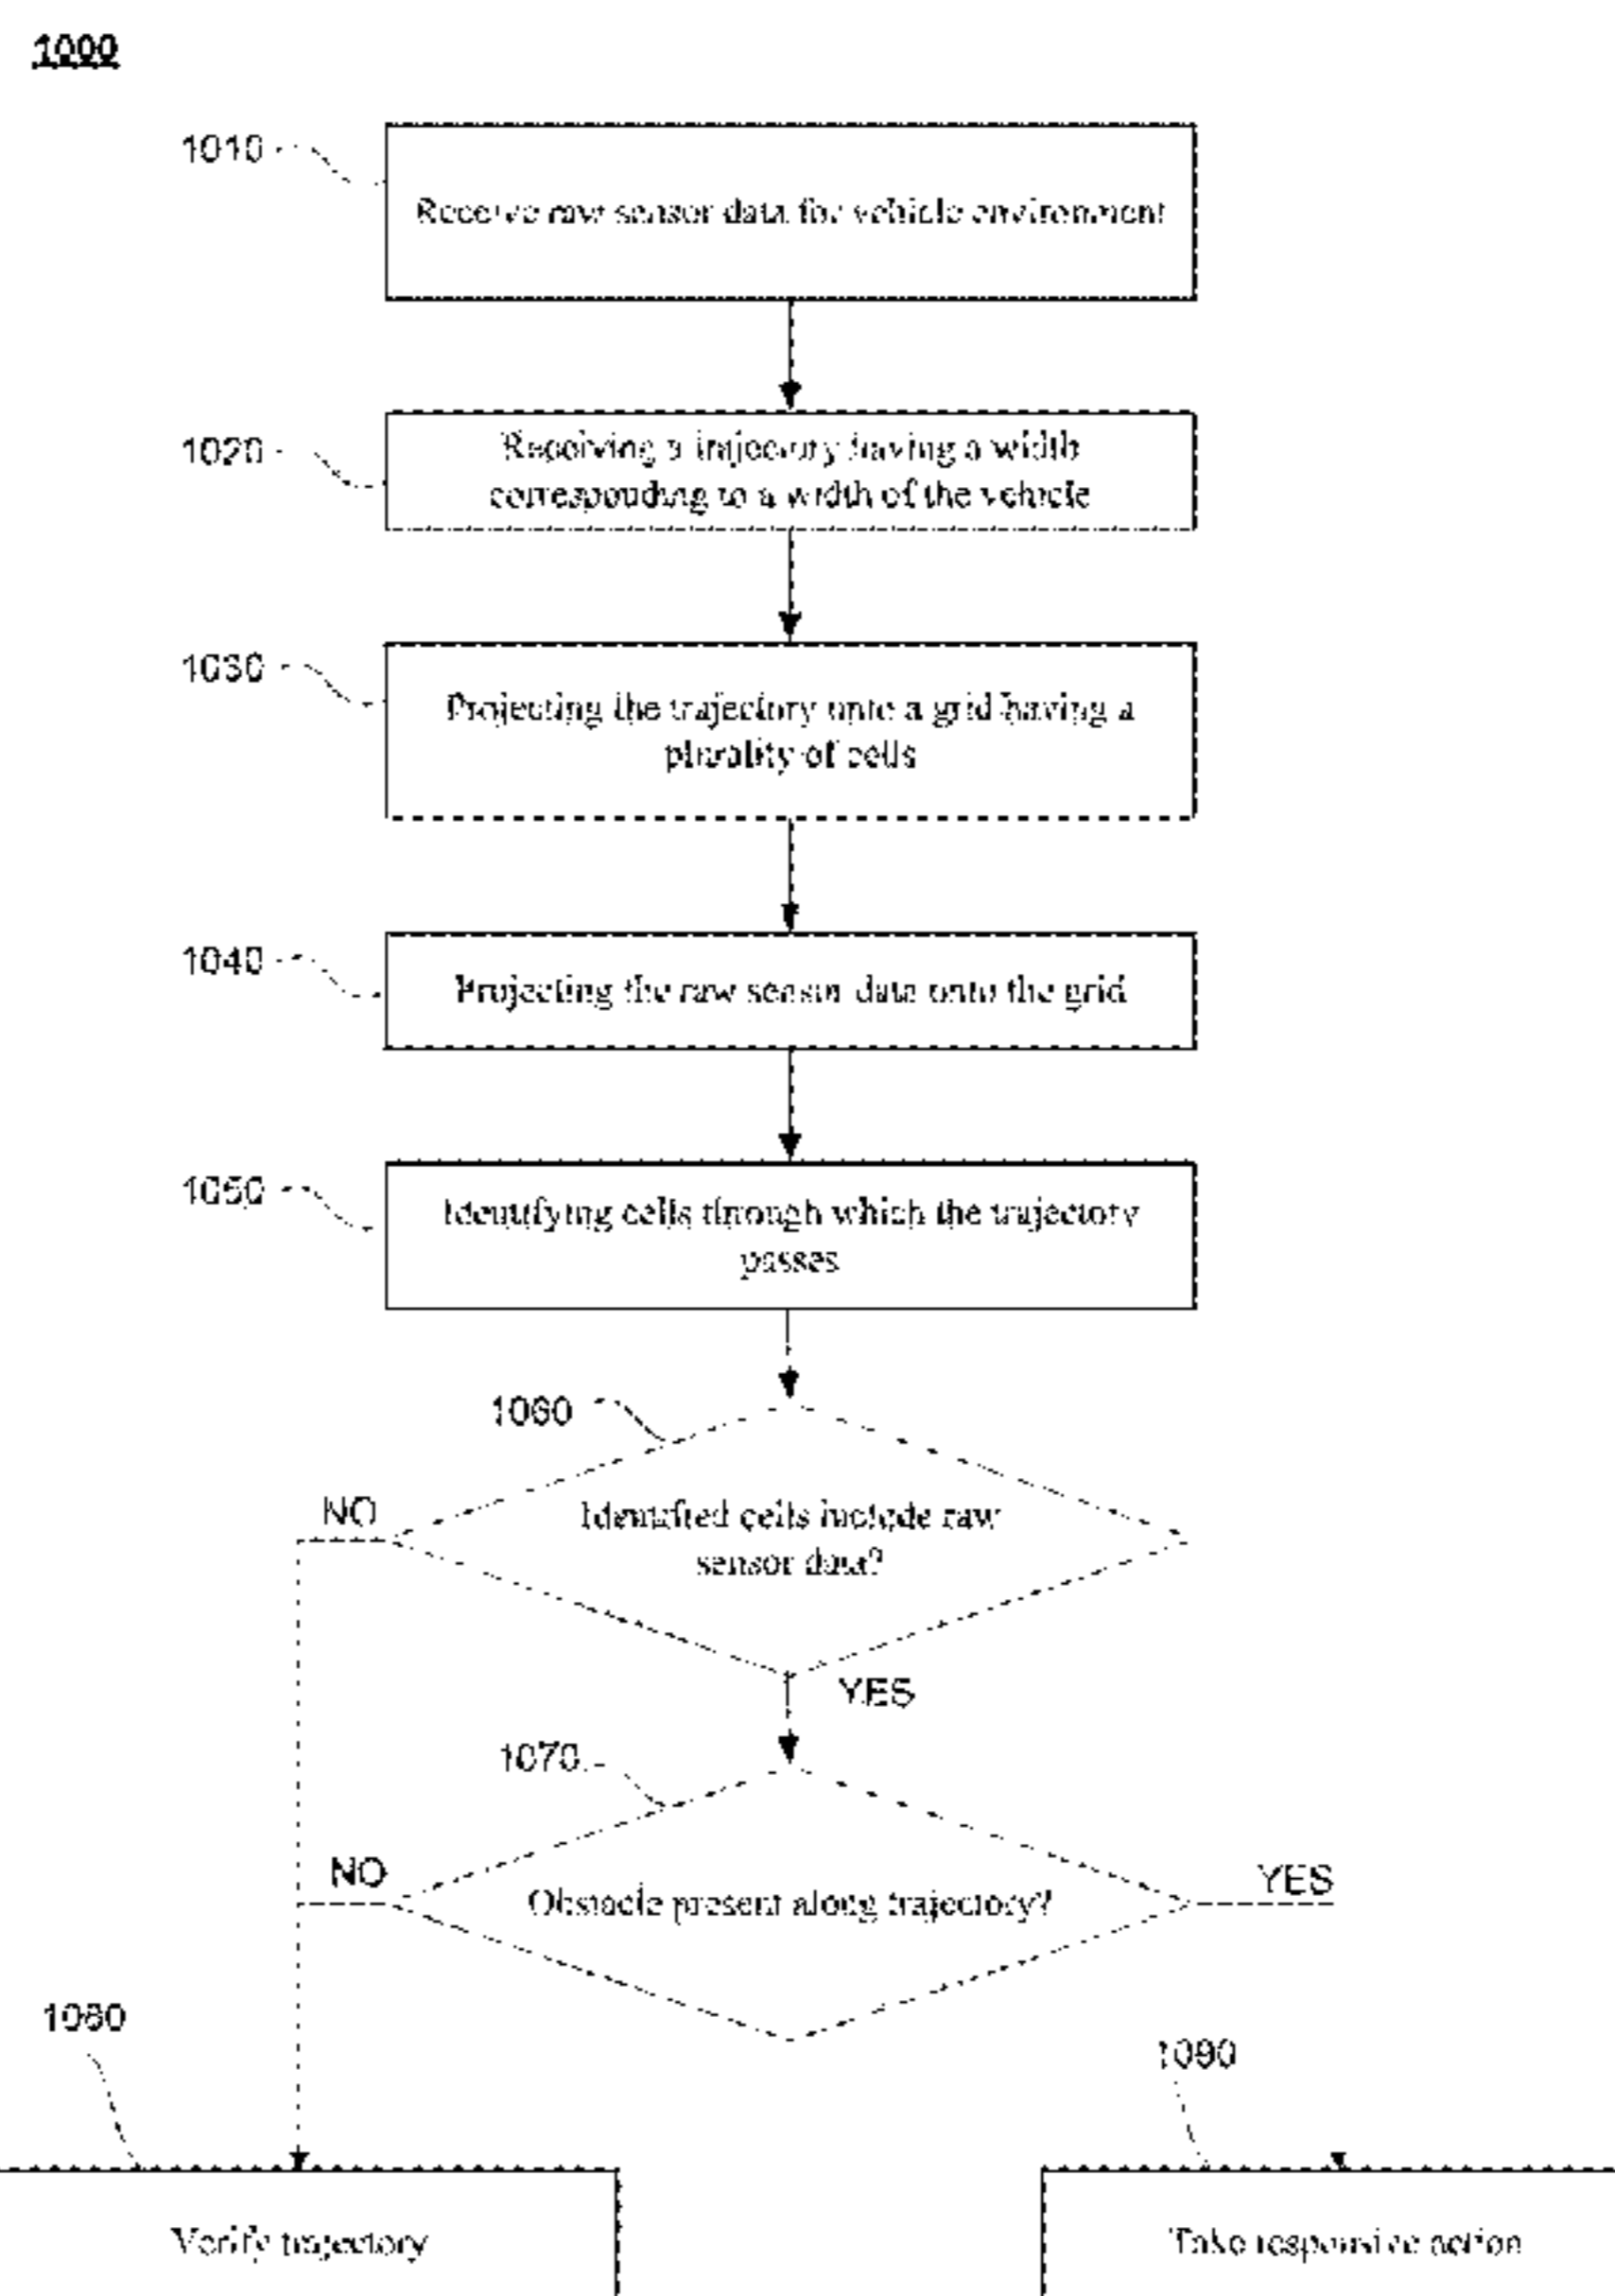 1000
1010
Receive raw sensor data for vehicle environment
1020
Receiving a trajectory having a width
corresponding to a width of the vehicle
1030
Projecting the trajectory onto a grid having a
plurality of cells
1040
Projecting the raw sensor data onto the grid
1050
Identifying cells through which the trajectory
passes
1060
NO
Identified cells include raw
sensor data?
YES
1070
NO
Obstacle present along trajectory?
YES
1080
1090
Verify trajectory
Take responsive action